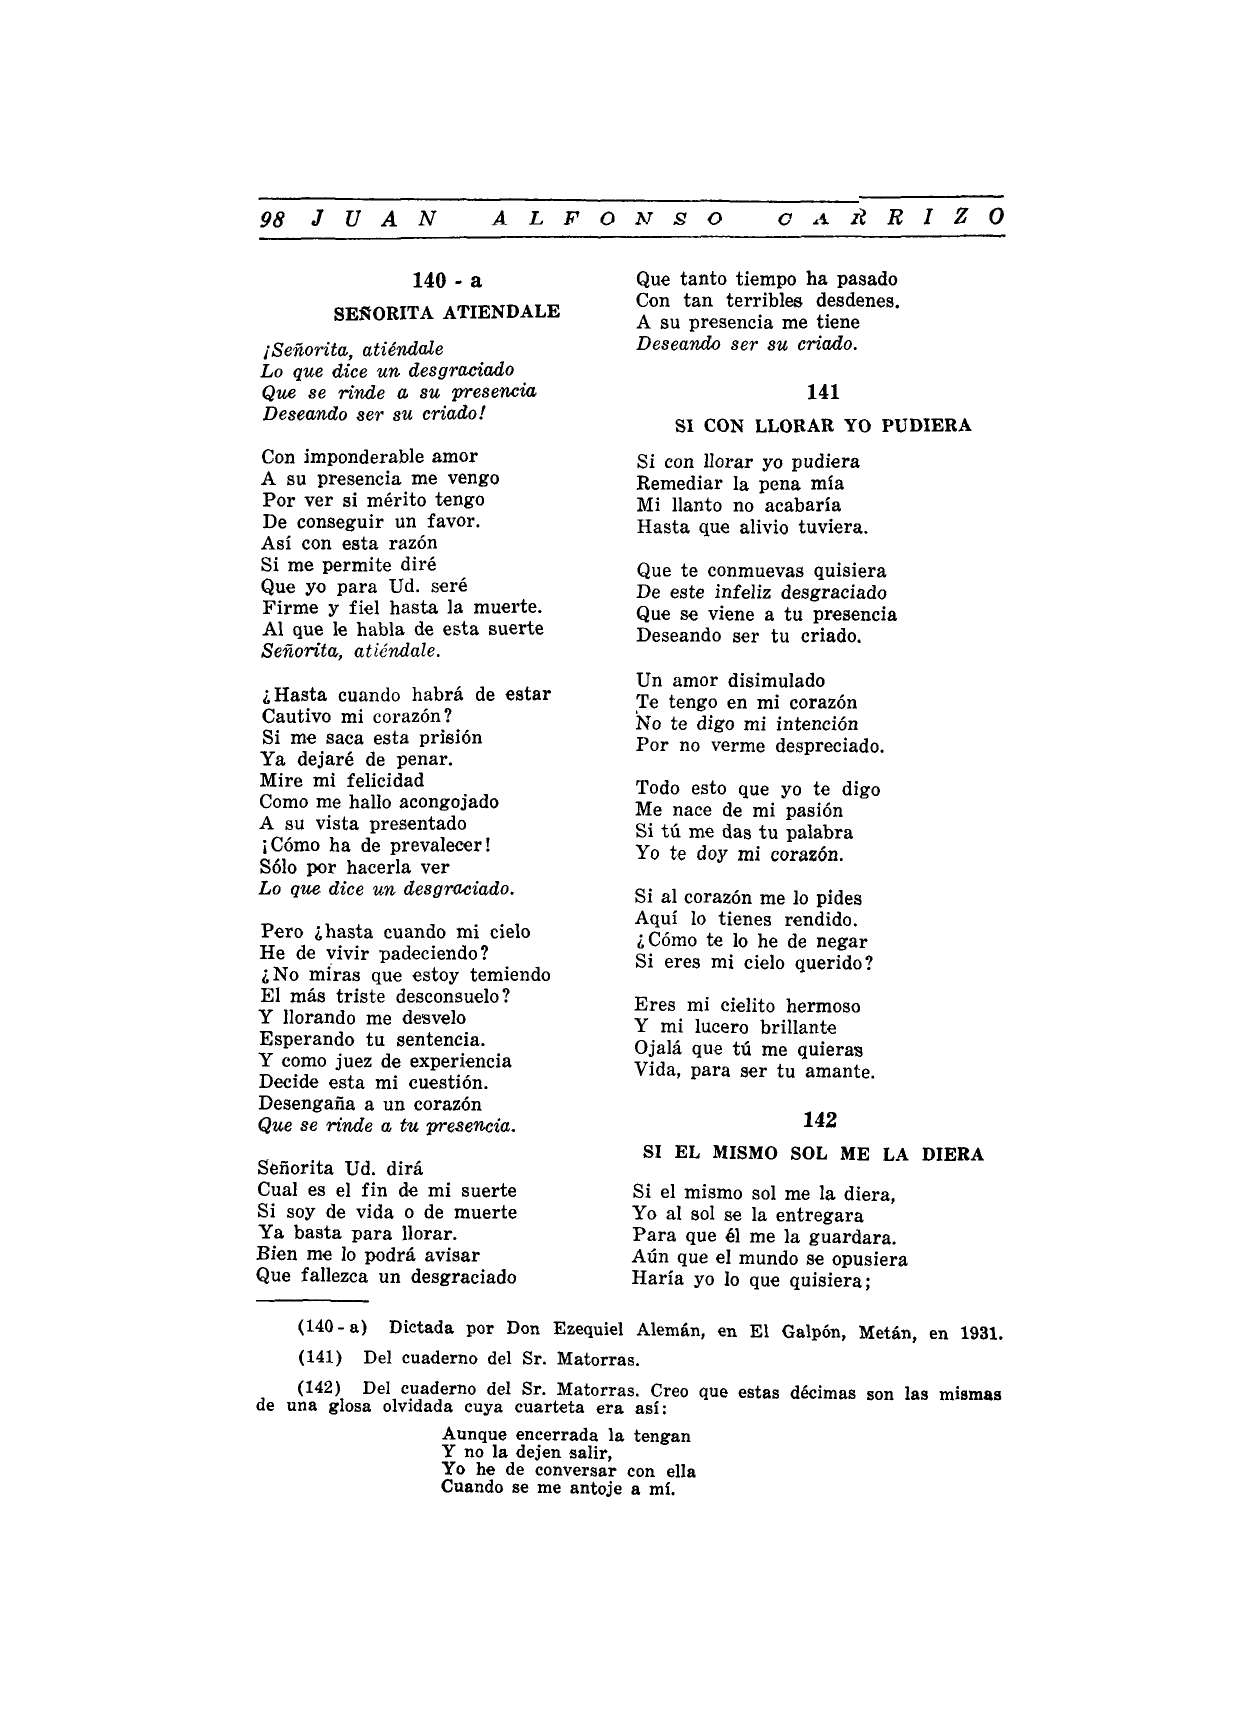 98 JUAN ALFONSO CARRIZO
140 - a
SEÑORITA ATIENDALE
¡Señorita, atiéndale
Lo que dice un desgraciado
Que se rinde a su presencia
Deseando ser su criado!
Con imponderable amor
A su presencia me vengo
Por ver si mérito tengo
De conseguir un favor.
Así con esta razón
Si me permite diré
Que yo para Ud. seré
Firme y fiel hasta la muerte.
Al que le habla de esta suerte
Señorita, atiéndale.
¿Hasta cuando habrá de estar
Cautivo mi corazón?
Si me saca esta prisión
Ya dejaré de penar.
Mire mi felicidad
Como me hallo acongojado
A su vista presentado
¡Cómo ha de prevalecer!
Sólo por hacerla ver
Lo que dice un desgraciado.
Pero ¿hasta cuando mi cielo
He de vivir padeciendo?
¿No miras que estoy temiendo
El más triste desconsuelo?
Y llorando me desvelo
Esperando tu sentencia.
Y como juez de experiencia
Decide esta mi cuestión.
Desengaña a un corazón
Que se rinde a tu presencia.
Señorita Ud. dirá
Cual es el fin de mi suerte
Si soy de vida o de muerte
Ya basta para llorar.
Bien me lo podrá avisar
Que fallezca un desgraciado
Que tanto tiempo ha pasado
Con tan terribles desdenes.
A su presencia me tiene
Deseando ser su criado.
141
SI CON LLORAR YO PUDIERA
Si con llorar yo pudiera
Remediar la pena mía
Mi llanto no acabaría
Hasta que alivio tuviera.
Que te conmuevas quisiera
De este infeliz desgraciado
Que se viene a tu presencia
Deseando ser tu criado.
Un amor disimulado
Te tengo en mi corazón
No te digo mi intención
Por no verme despreciado.
Todo esto que yo te digo
Me nace de mi pasión
Si tú me das tu palabra
Yo te doy mi corazón.
Si al corazón me lo pides
Aquí lo tienes rendido.
¿Cómo te lo he de negar
Si eres mi cielo querido?
Eres mi cielito hermoso
Y mi lucero brillante
Ojalá que tú me quieras
Vida, para ser tu amante.
142
SI EL MISMO SOL ME LA DIERA
Si el mismo sol me la diera,
Yo al sol se la entregara
Para que él me la guardara.
Aún que el mundo se opusiera
Haría yo lo que quisiera;
(140-a) Dictada por Don Ezequiel Alemán, en El Galpón, Metán, en 1931.
(141) Del cuaderno del Sr. Matorras.
(142) Del cuaderno del Sr. Matorras. Creo que estas décimas son las mismas
de una glosa olvidada cuya cuarteta era así:
Aunque encerrada la tengan
Y no la dejen salir,
Yo he de conversar con ella
Cuando se me antoje a mí.